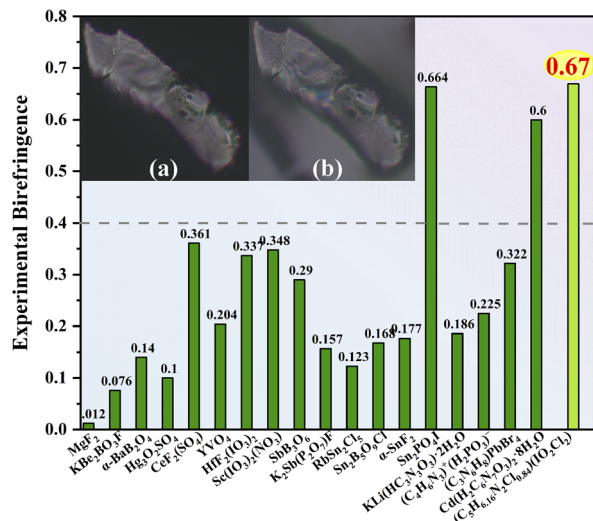 Experimental Birefringence
0.8
0.7
0.6
0.5
0.4
0.3
0.2
0.1
0.0
(a)
(b)
.012
0.076
0.14
0.1
0.361
0.204
0.337
0.348
0.29
0.157
0.123
0.168
0.177
0.664
0.186
0.225
0.322
0.6
0.67
MgF₂
KBe₂BO₃F
α-BaB₂O₄
Hg₃O₂SO₄
CeF₂(SO₄)
YVO₄
HfF₂(IO₃)₂
Sc(IO₃)₂(NO₃)
SbB₃O₆
K₂Sb(P₂O₇)F
RbSn₂Cl₅
Sn₂B₅O₉Cl
α-SnF₂
Sn₂PO₄I
KLi(HC₃N₃O₃)·2H₂O
(C₄H₆N₃)⁺(H₂PO₃)⁻
(C₃N₆H₈)PbBr₄
Cd(H₂C₆N₇O₃)₂·8H₂O
(C₅H₆.₁₆N₂Cl₀.₈₄)(IO₂Cl₂)